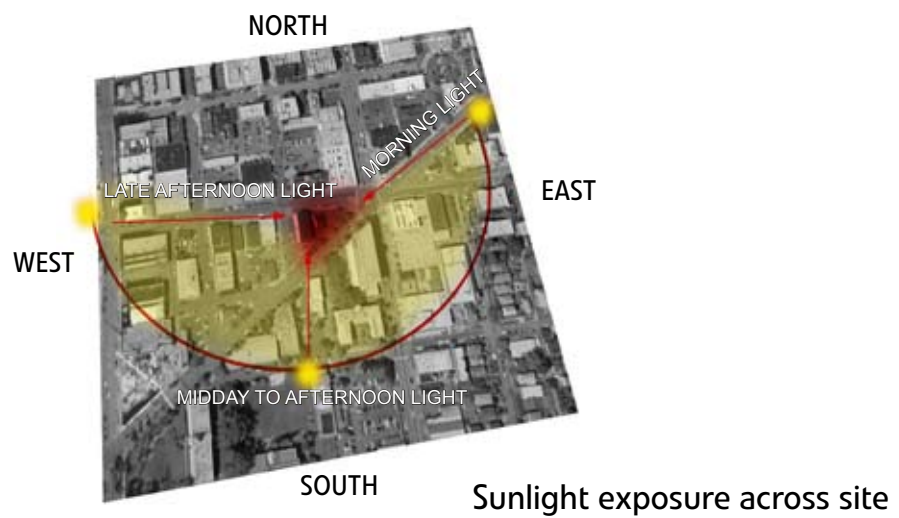 NORTH
MORNING LIGHT
LATE AFTERNOON LIGHT
EAST
WEST
MIDDAY TO AFTERNOON LIGHT
SOUTH
Sunlight exposure across site